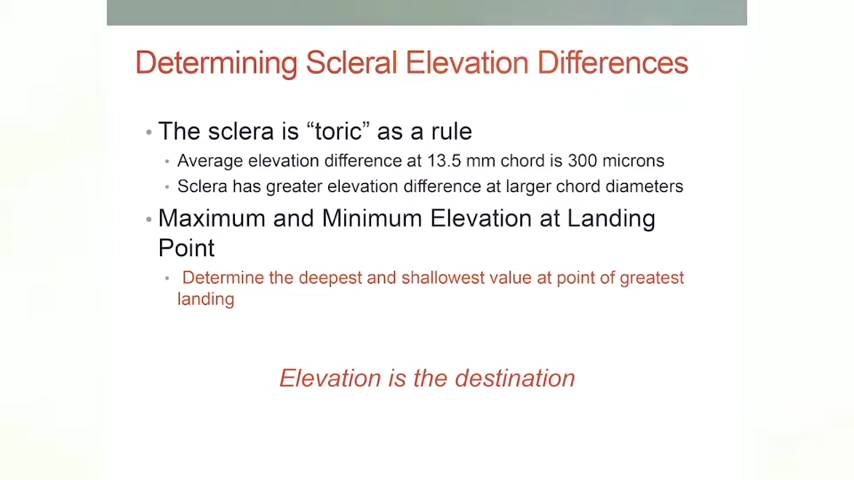 Determining Scleral Elevation Differences
• The sclera is “toric” as a rule
• Average elevation difference at 13.5 mm chord is 300 microns
• Sclera has greater elevation difference at larger chord diameters
• Maximum and Minimum Elevation at Landing
Point
• Determine the deepest and shallowest value at point of greatest
landing
Elevation is the destination